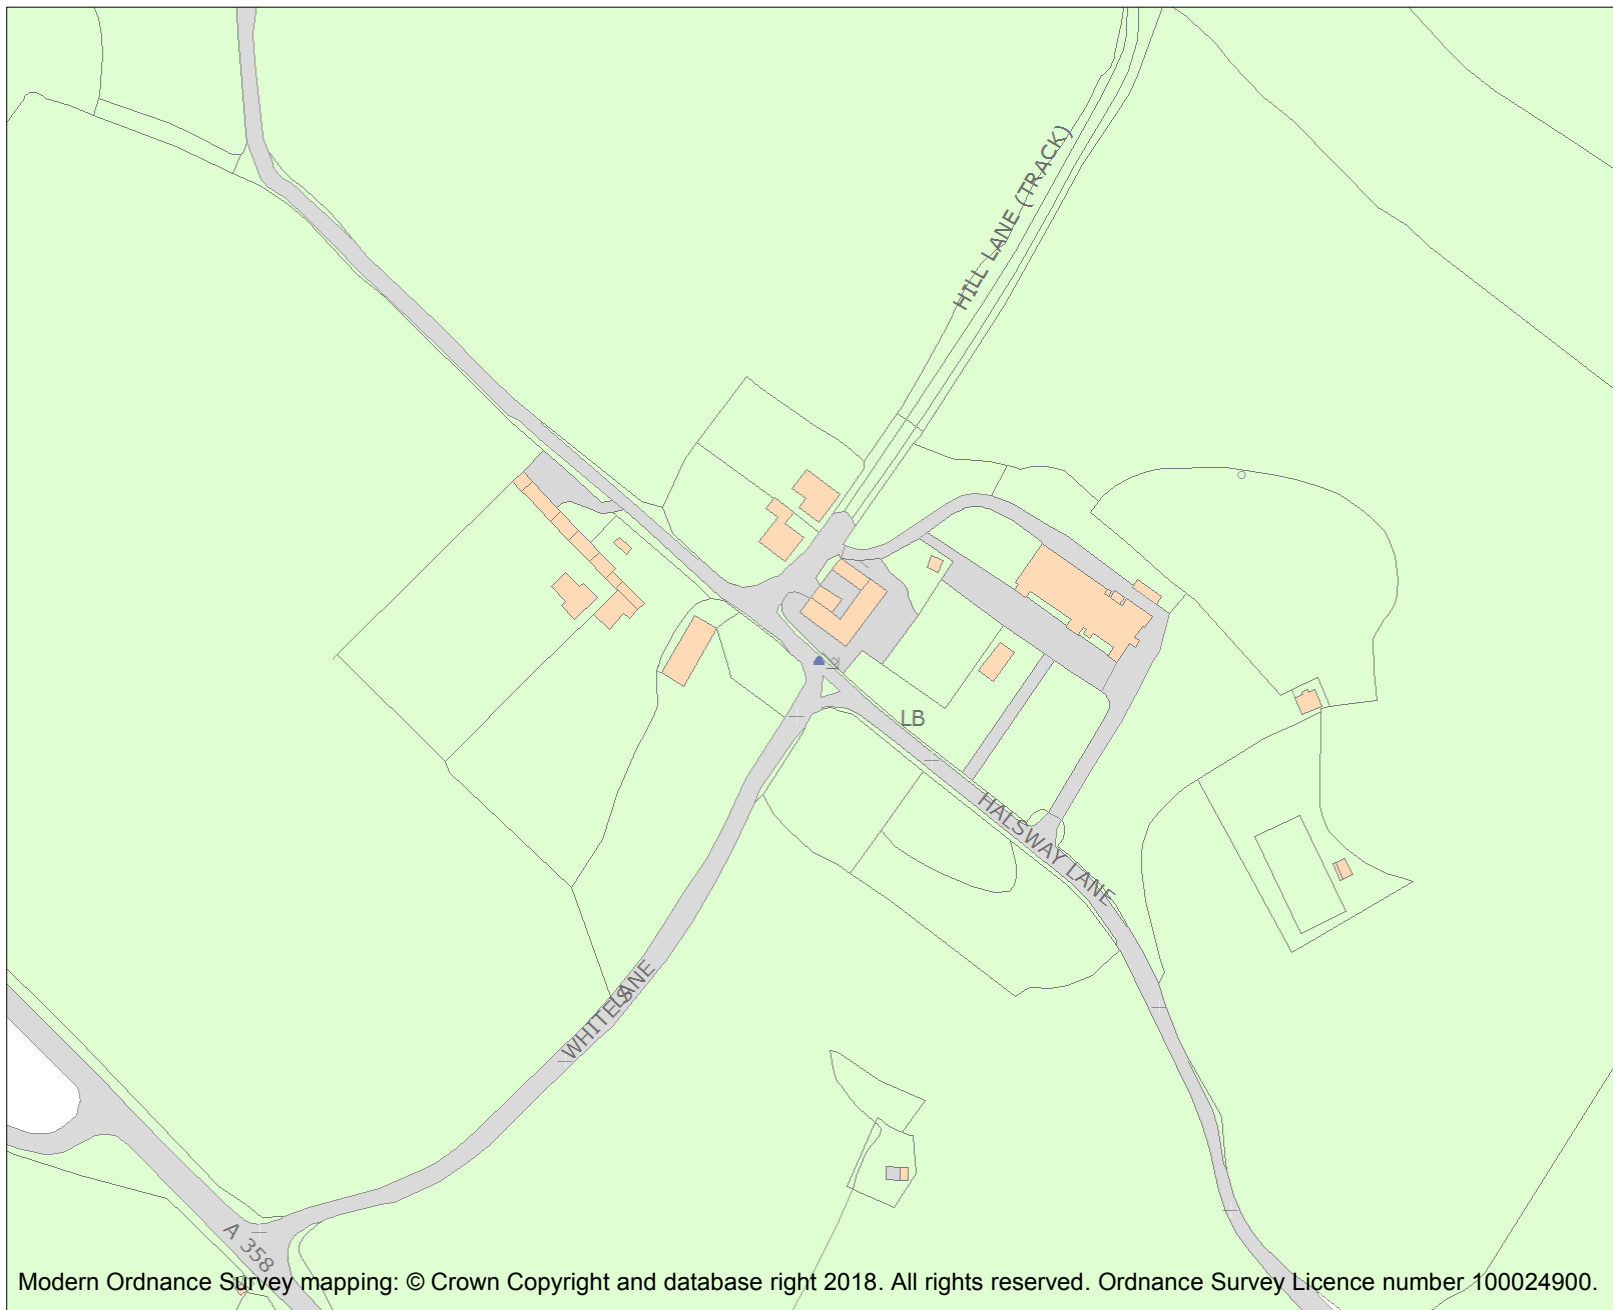 HILL LANE (TRACK)
LB
HALSWAY LANE
WHITELANE
A 358
Modern Ordnance Survey mapping: © Crown Copyright and database right 2018. All rights reserved. Ordnance Survey Licence number 100024900.